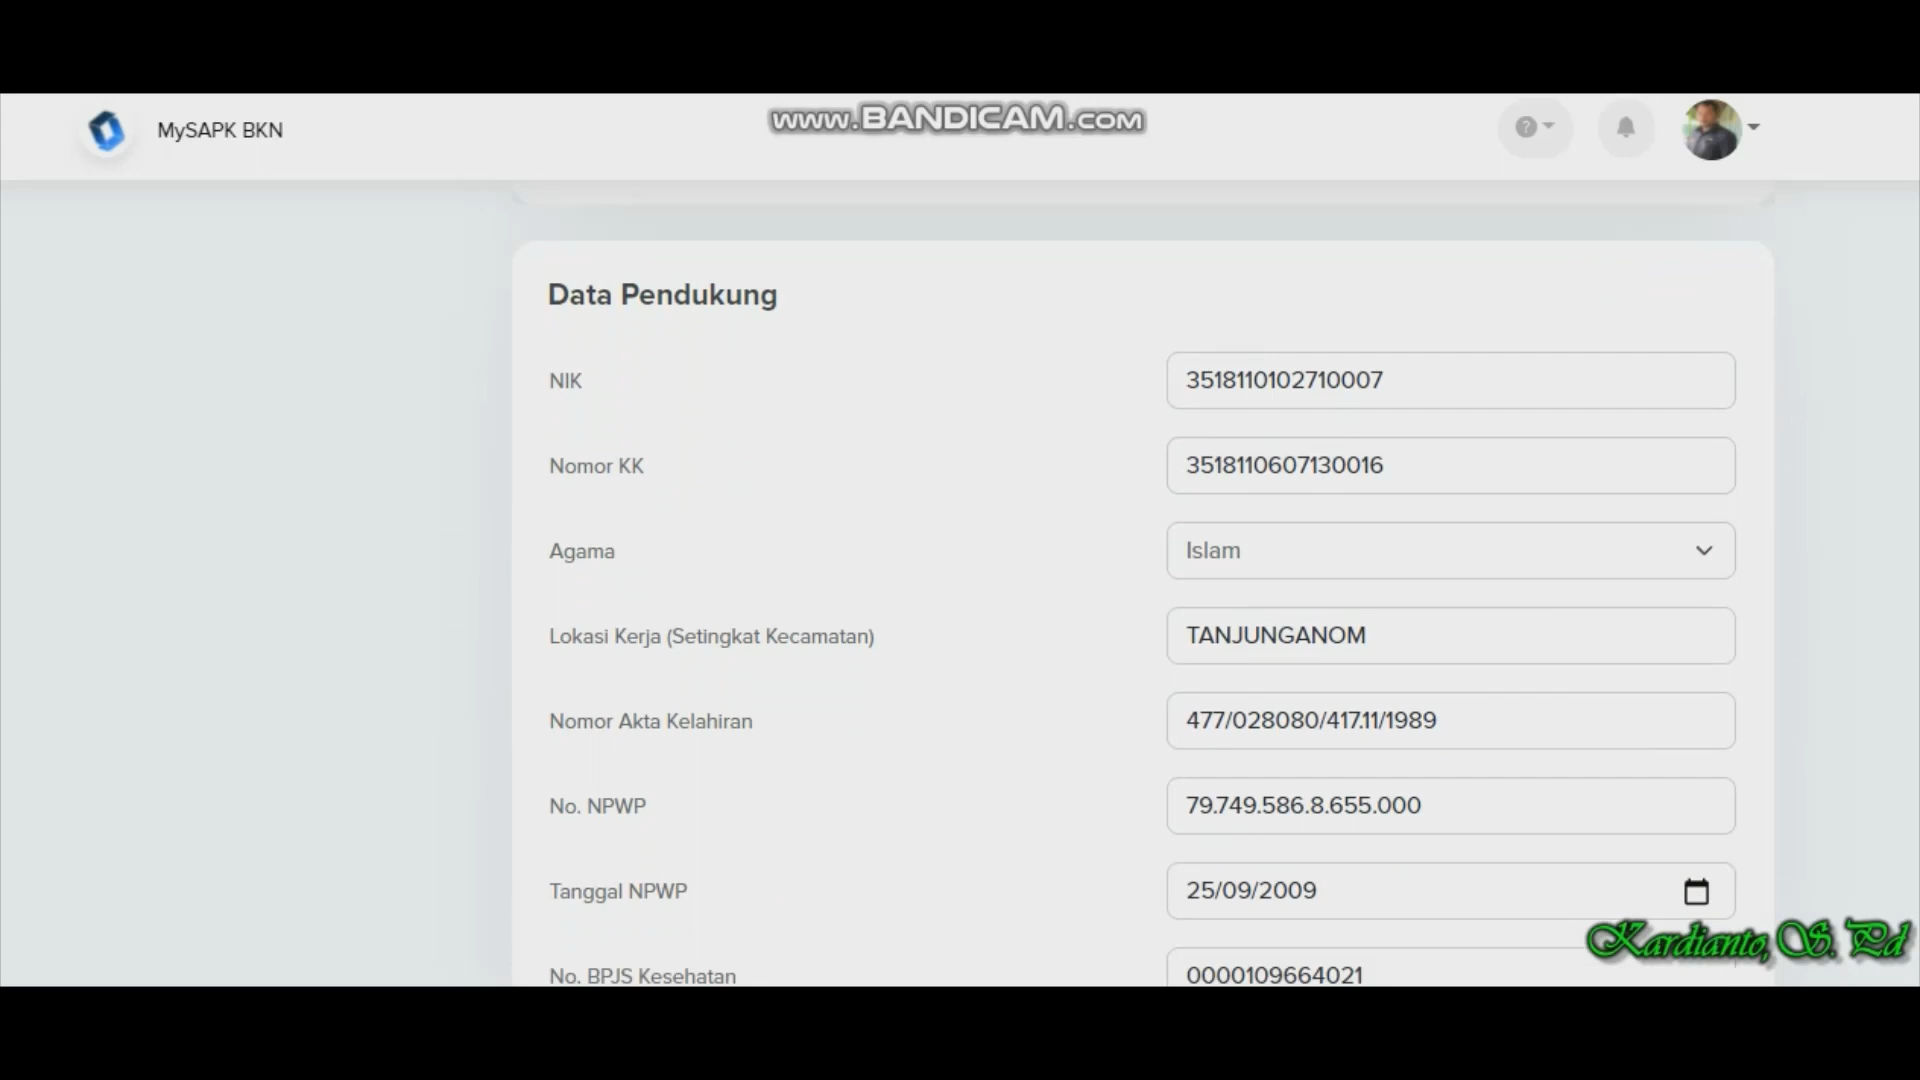 MySAPK BKN
www.BANDICAM.com
Data Pendukung
NIK
3518110102710007
Nomor KK
3518110607130016
Agama
Islam
Lokasi Kerja (Setingkat Kecamatan)
TANJUNGANOM
Nomor Akta Kelahiran
477/028080/417.11/1989
No. NPWP
79.749.586.8.655.000
Tanggal NPWP
25/09/2009
Kardianto, S. Pd
No. BPJS Kesehatan
0000109664021